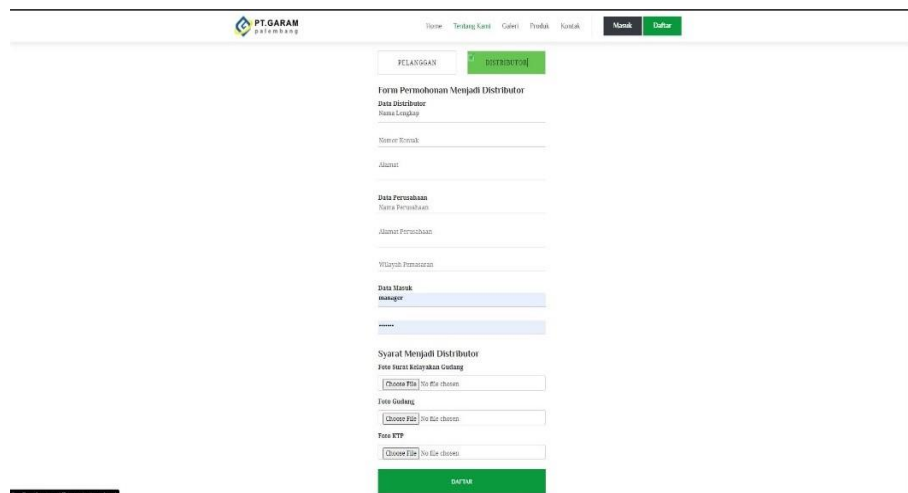 PT.GARAM
palembang
Home Tentang Kami Galeri Produk Kontak Masuk Daftar
PELANGGAN DISTRIBUTOR
Form Permohonan Menjadi Distributor
Data Distributor
Nama Lengkap
Nomor Kontak
Alamat
Data Perusahaan
Nama Perusahaan
Alamat Perusahaan
Wilayah Pemasaran
Data Masuk
manager
•••••••
Syarat Menjadi Distributor
Foto Surat Kelayakan Gudang
Choose File No file chosen
Foto Gudang
Choose File No file chosen
Foto KTP
Choose File No file chosen
DAFTAR